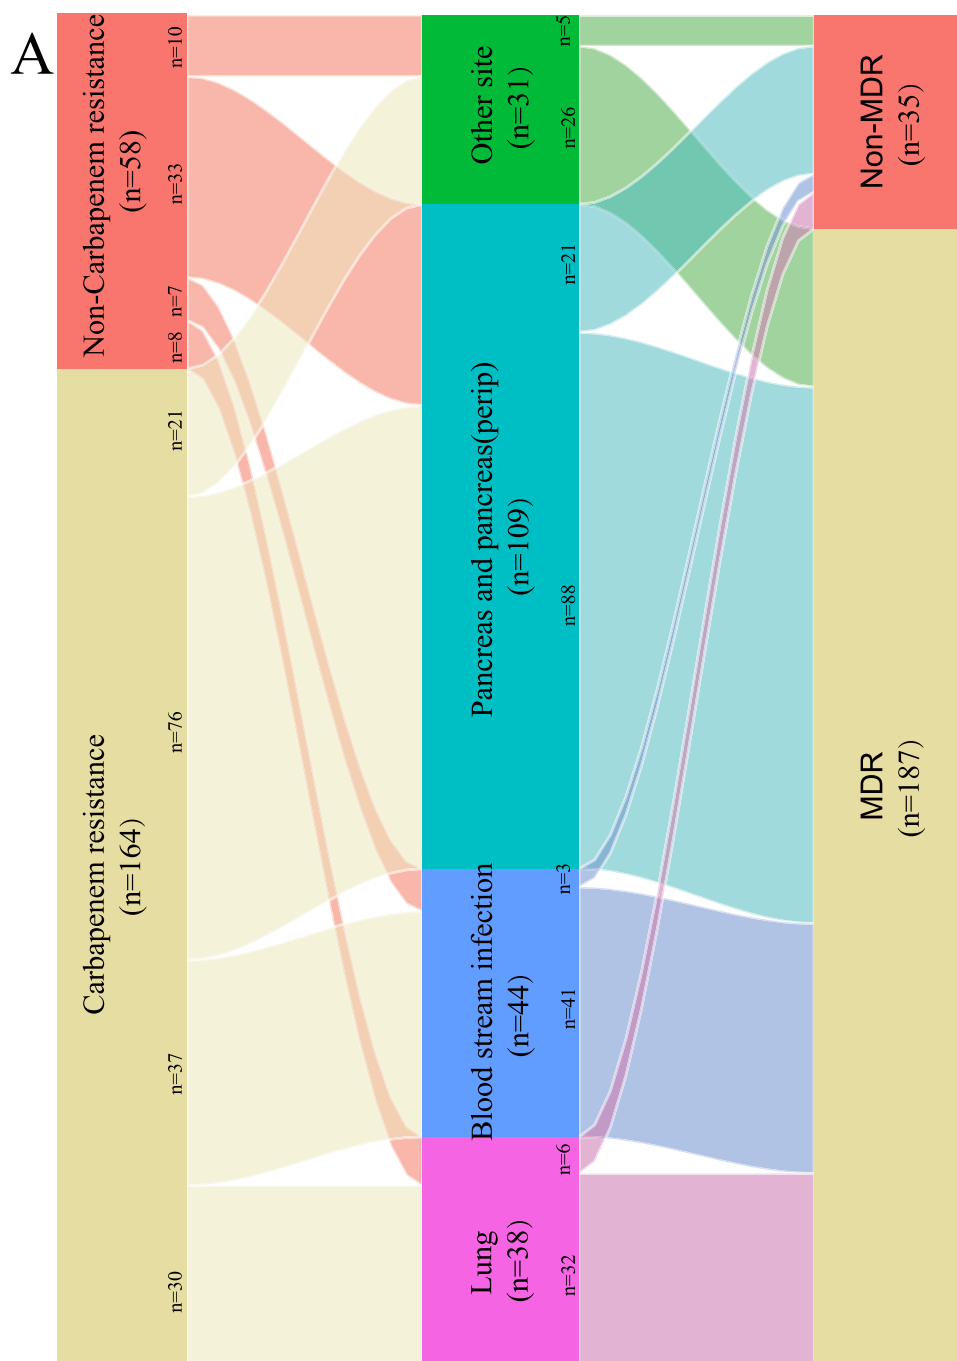 A
Non-Carbapenem resistance
(n=58)
n=10
n=33
n=7
n=8
Carbapenem resistance
(n=164)
n=21
n=76
n=37
n=30
Other site
(n=31)
n=5
n=26
Pancreas and pancreas(perip)
(n=109)
n=21
n=88
Blood stream infection
(n=44)
n=3
n=41
Lung
(n=38)
n=6
n=32
Non-MDR
(n=35)
MDR
(n=187)